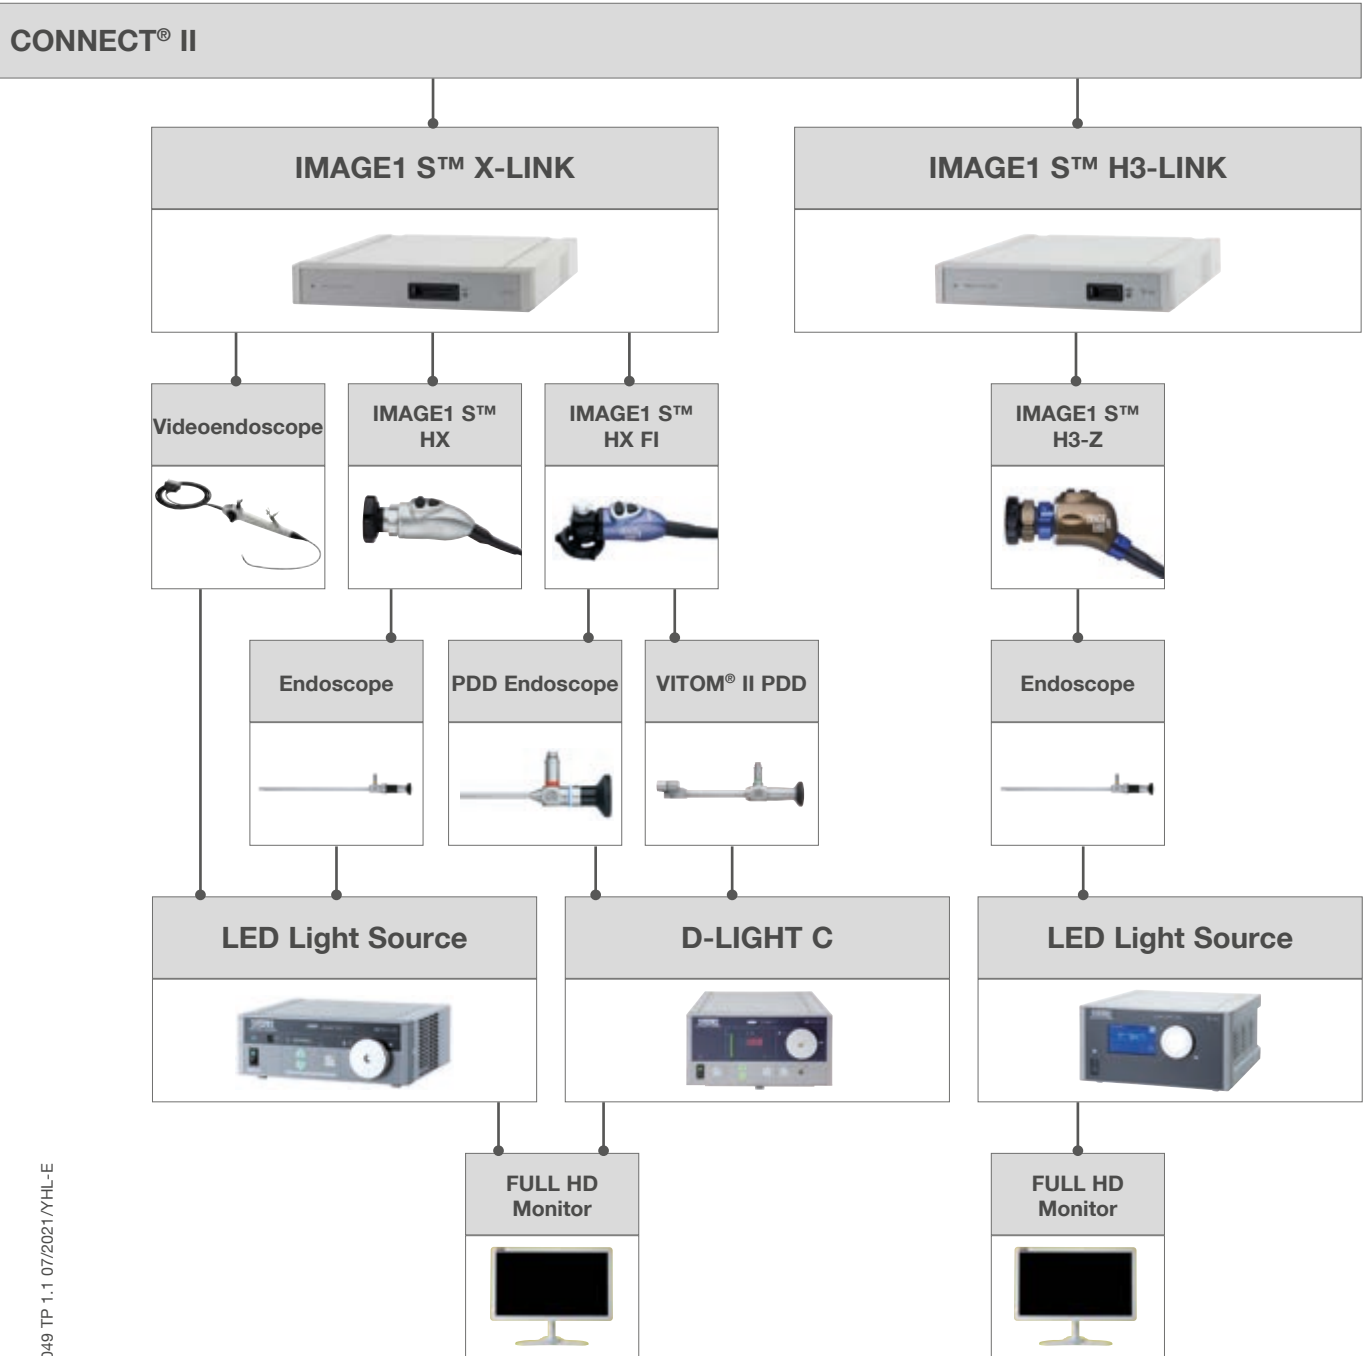 CONNECT® II
IMAGE1 S™ X-LINK
IMAGE1 S™ H3-LINK
Videoendoscope
IMAGE1 S™
HX
IMAGE1 S™
HX FI
IMAGE1 S™
H3-Z
Endoscope
PDD Endoscope
VITOM® II PDD
Endoscope
LED Light Source
D-LIGHT C
LED Light Source
FULL HD
Monitor
FULL HD
Monitor
049 TP 1.1 07/2021/YHL-E